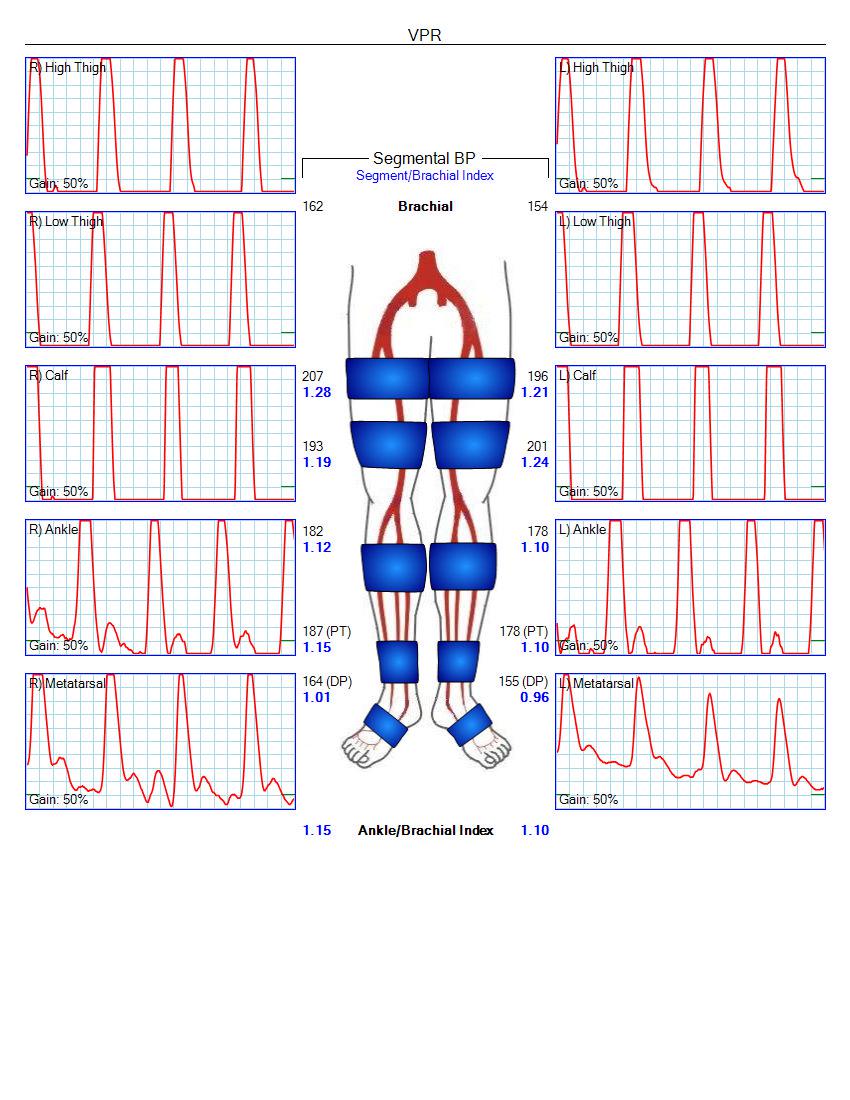 VPR
R) High Thigh
Gain: 50%
L) High Thigh
Gain: 50%
Segmental BP
Segment/Brachial Index
162 Brachial 154
R) Low Thigh
Gain: 50%
L) Low Thigh
Gain: 50%
207 196
1.28 1.21
R) Calf
Gain: 50%
L) Calf
Gain: 50%
193 201
1.19 1.24
R) Ankle
Gain: 50%
L) Ankle
Gain: 50%
182 178
1.12 1.10
187 (PT) 178 (PT)
1.15 1.10
R) Metatarsal
Gain: 50%
L) Metatarsal
Gain: 50%
164 (DP) 155 (DP)
1.01 0.96
1.15 Ankle/Brachial Index 1.10